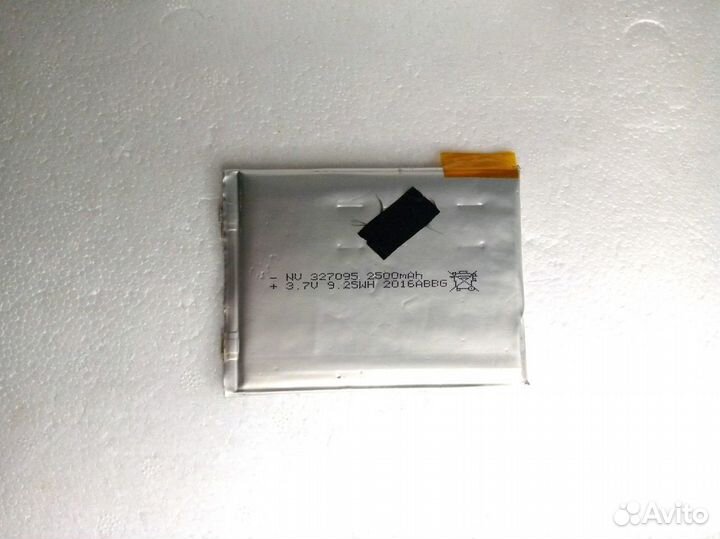 - NV 327095 2500mAh
+ 3.7V 9.25WH 2016ABBG
Avito